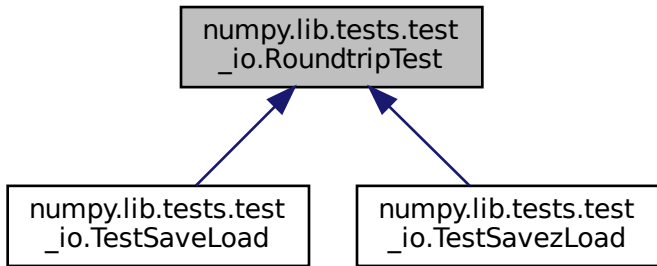 numpy.lib.tests.test
_io.RoundtripTest
numpy.lib.tests.test
_io.TestSaveLoad
numpy.lib.tests.test
_io.TestSavezLoad